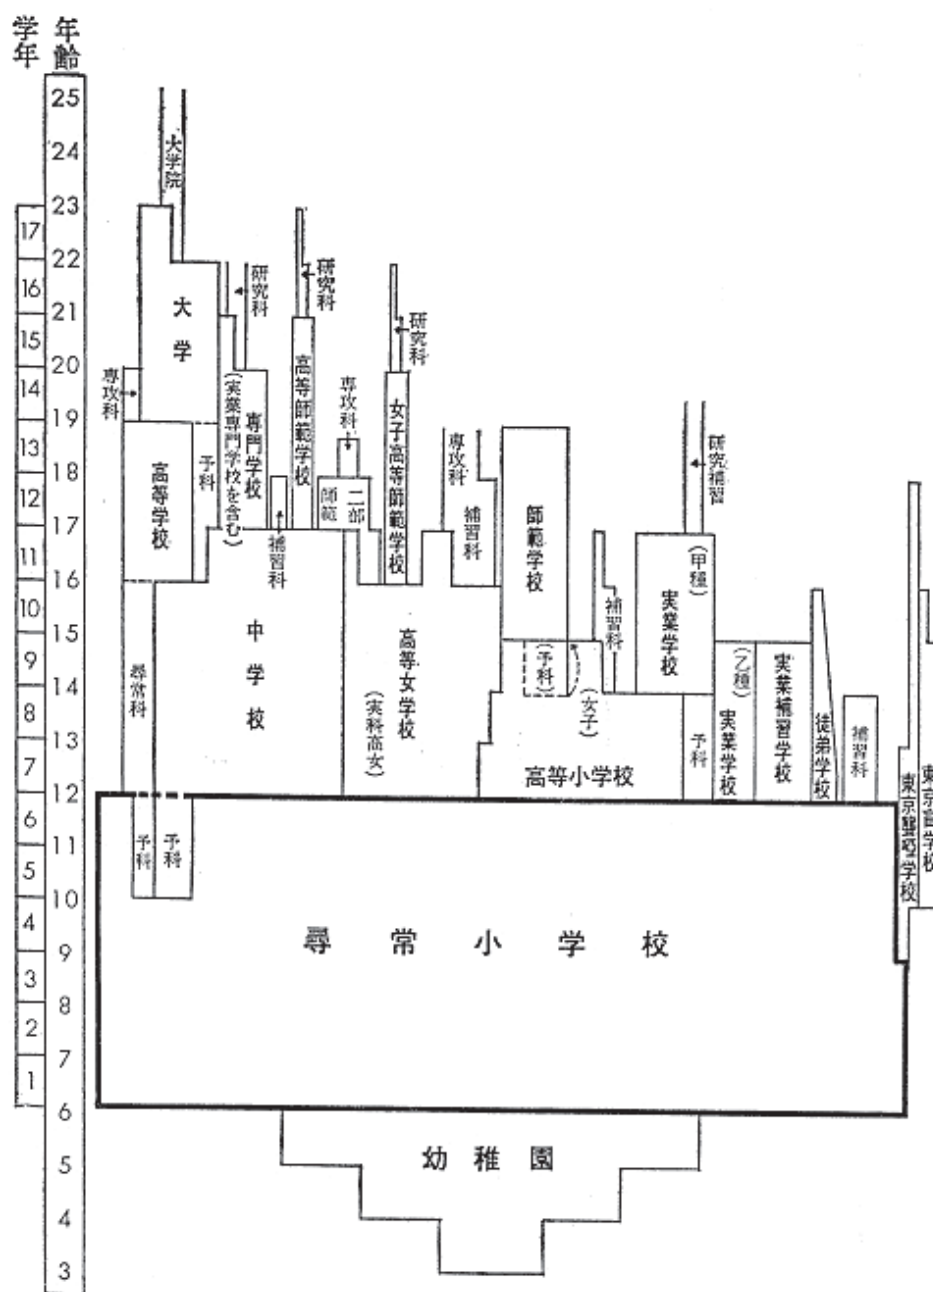 学年
年齢
25
24
23
22
21
20
19
18
17
16
15
14
13
12
11
10
9
8
7
6
5
4
3
17
16
15
14
13
12
11
10
9
8
7
6
5
4
3
2
1
大学院
大学
専攻科
高等学校
予科
尋常科
予科
予科
研究科
専門学校
(実業専門学校を含む)
補習科
中学校
研究科
高等師範学校
専攻科
師範二部
研究科
女子高等師範学校
高等女学校
(実科高女)
専攻科
補習科
師範学校
(予科)
(女子)
補習科
高等小学校
研究補習
(甲種)
実業学校
予科
(乙種)
実業学校
実業補習学校
徒弟学校
補習科
東京聾唖学校
東京盲学校
尋常小学校
幼稚園